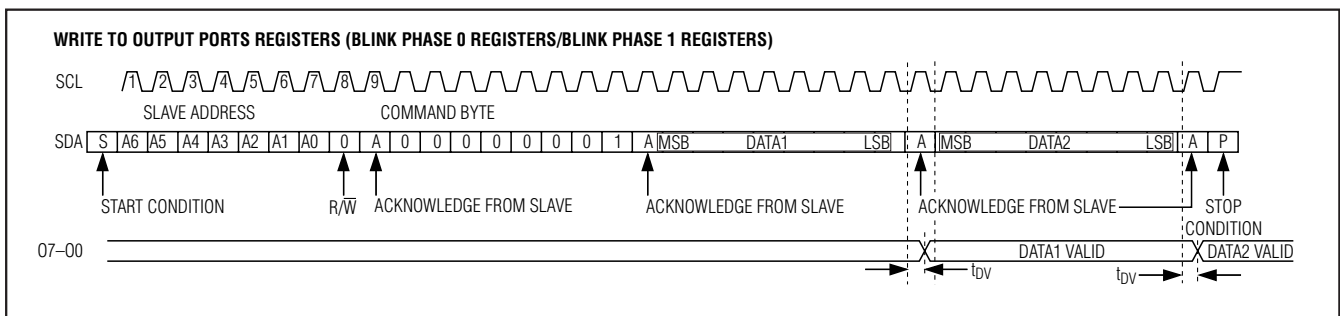 WRITE TO OUTPUT PORTS REGISTERS (BLINK PHASE 0 REGISTERS/BLINK PHASE 1 REGISTERS)
SCL 1 2 3 4 5 6 7 8 9
SLAVE ADDRESS COMMAND BYTE
SDA S A6 A5 A4 A3 A2 A1 A0 0 A 0 0 0 0 0 0 0 1 A MSB DATA1 LSB A MSB DATA2 LSB A P
START CONDITION R/W̅ ACKNOWLEDGE FROM SLAVE ACKNOWLEDGE FROM SLAVE ACKNOWLEDGE FROM SLAVE STOP CONDITION
O7–O0 DATA1 VALID DATA2 VALID
tDV tDV